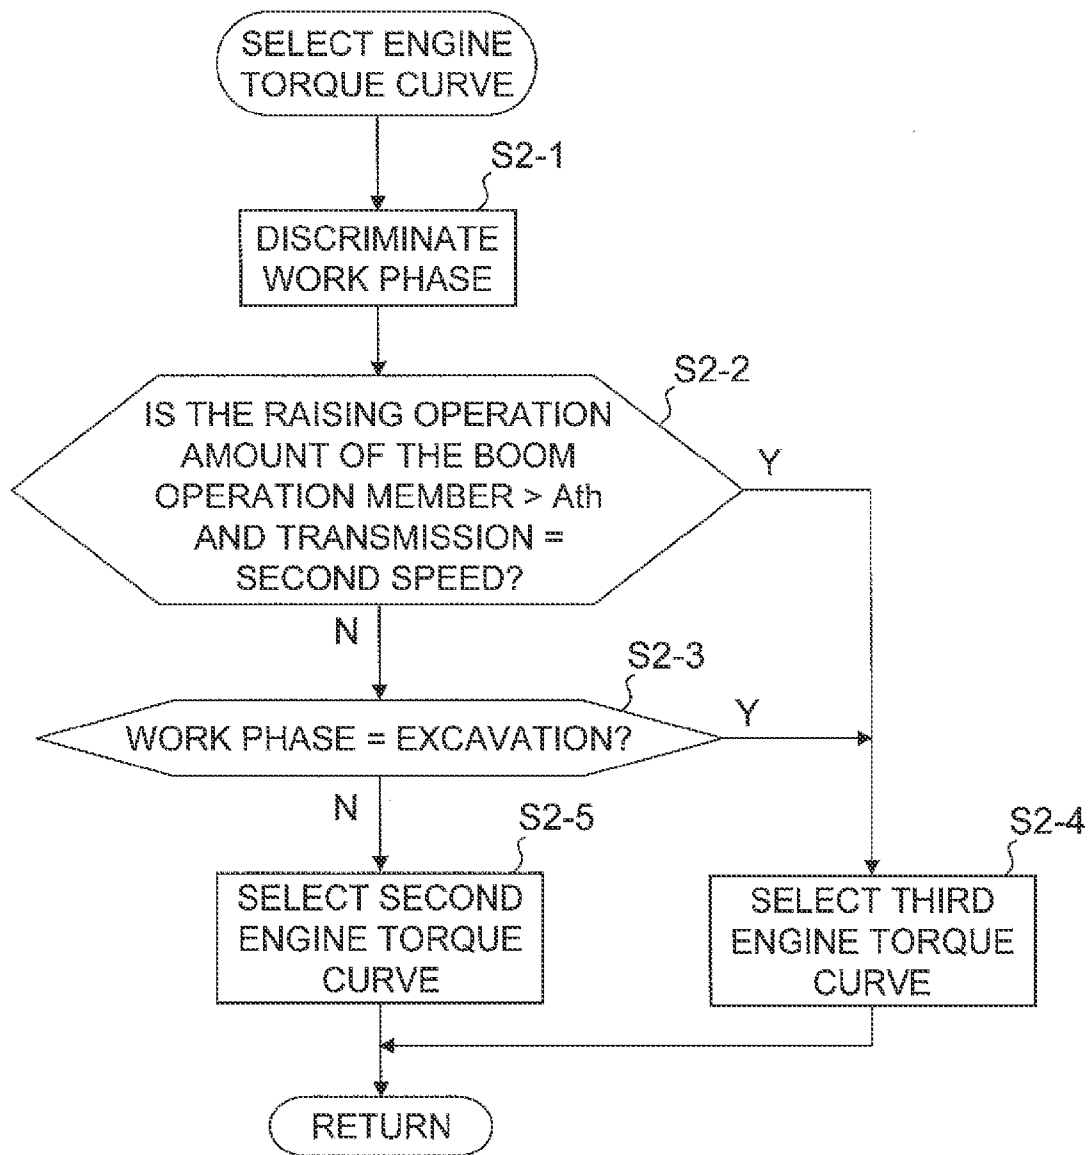 SELECT ENGINE
TORQUE CURVE
S2-1
DISCRIMINATE
WORK PHASE
S2-2
IS THE RAISING OPERATION
AMOUNT OF THE BOOM
OPERATION MEMBER > Ath
AND TRANSMISSION =
SECOND SPEED?
Y
N
S2-3
WORK PHASE = EXCAVATION?
Y
N
S2-5
SELECT SECOND
ENGINE TORQUE
CURVE
S2-4
SELECT THIRD
ENGINE TORQUE
CURVE
RETURN